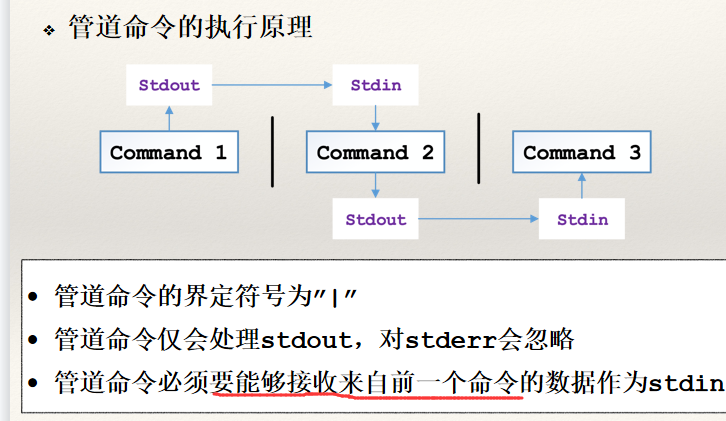 ❖ 管道命令的执行原理
Stdout Stdin
Command 1 Command 2 Command 3
Stdout Stdin
• 管道命令的界定符号为”|”
• 管道命令仅会处理stdout，对stderr会忽略
• 管道命令必须要能够接收来自前一个命令的数据作为stdin